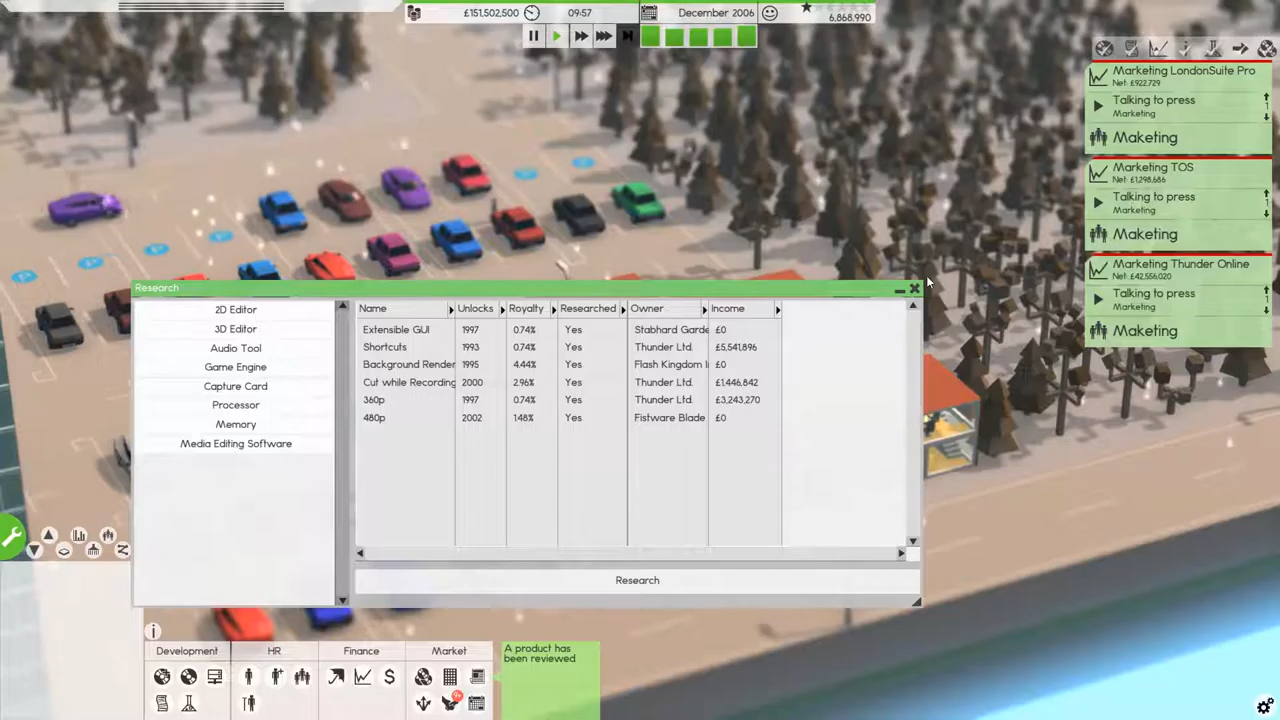 £151,502,500
09:57
December 2006
6,868,990
Marketing LondonSuite Pro
Net: £922,729
Talking to press
1
Marketing
Maketing
Marketing TOS
Net: £1,298,686
Talking to press
1
Marketing
Maketing
Marketing Thunder Online
Net: £42,556,020
Talking to press
1
Marketing
Maketing
Research
2D Editor
3D Editor
Audio Tool
Game Engine
Capture Card
Processor
Memory
Media Editing Software
Name Unlocks Royalty Researched Owner Income
Extensible GUI 1997 0.74% Yes Stabhard Garde £0
Shortcuts 1993 0.74% Yes Thunder Ltd. £5,541,896
Background Render 1995 4.44% Yes Flash Kingdom I £0
Cut while Recording 2000 2.96% Yes Thunder Ltd. £1,446,842
360p 1997 0.74% Yes Thunder Ltd. £3,243,270
480p 2002 1.48% Yes Fistware Blade £0
Research
Development HR Finance Market
9+
A product has
been reviewed